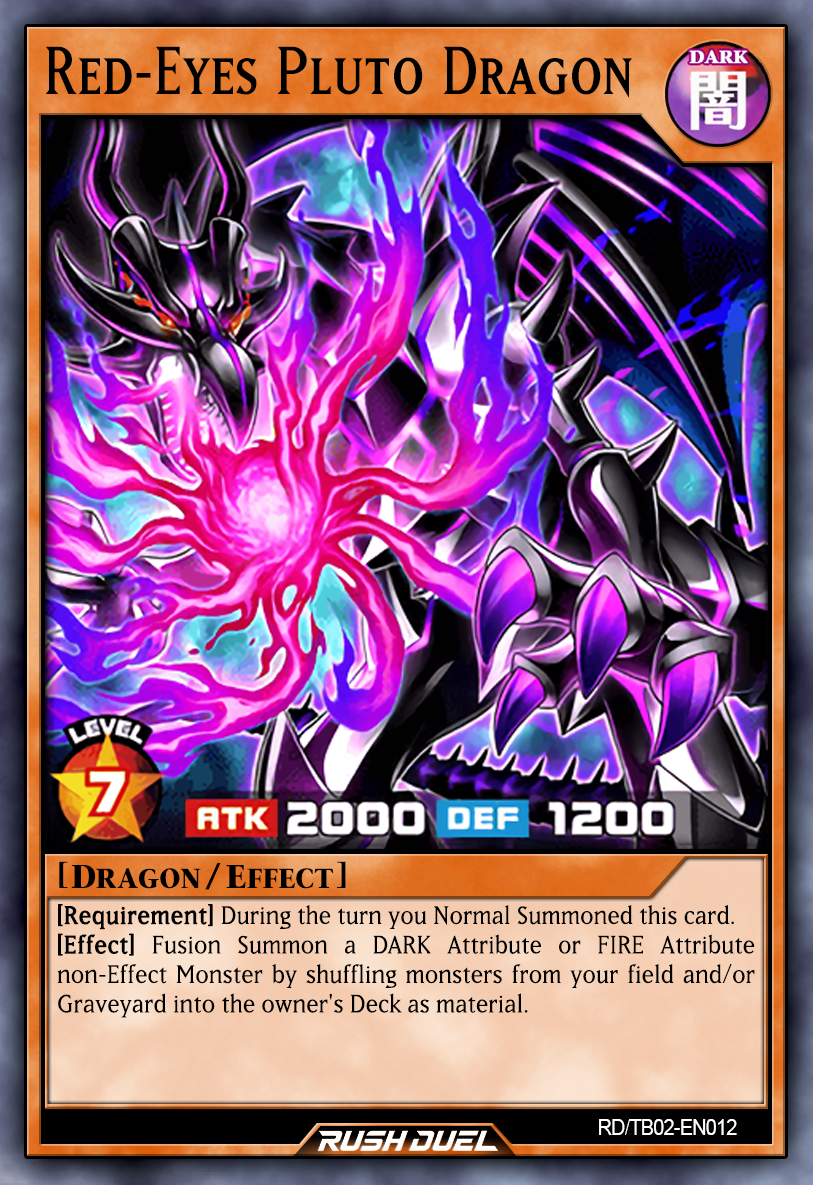 RED-EYES PLUTO DRAGON
DARK
闇
LEVEL
7
ATK 2000 DEF 1200
[DRAGON/EFFECT]
[Requirement] During the turn you Normal Summoned this card.
[Effect] Fusion Summon a DARK Attribute or FIRE Attribute
non-Effect Monster by shuffling monsters from your field and/or
Graveyard into the owner's Deck as material.
RD/TB02-EN012
RUSH DUEL